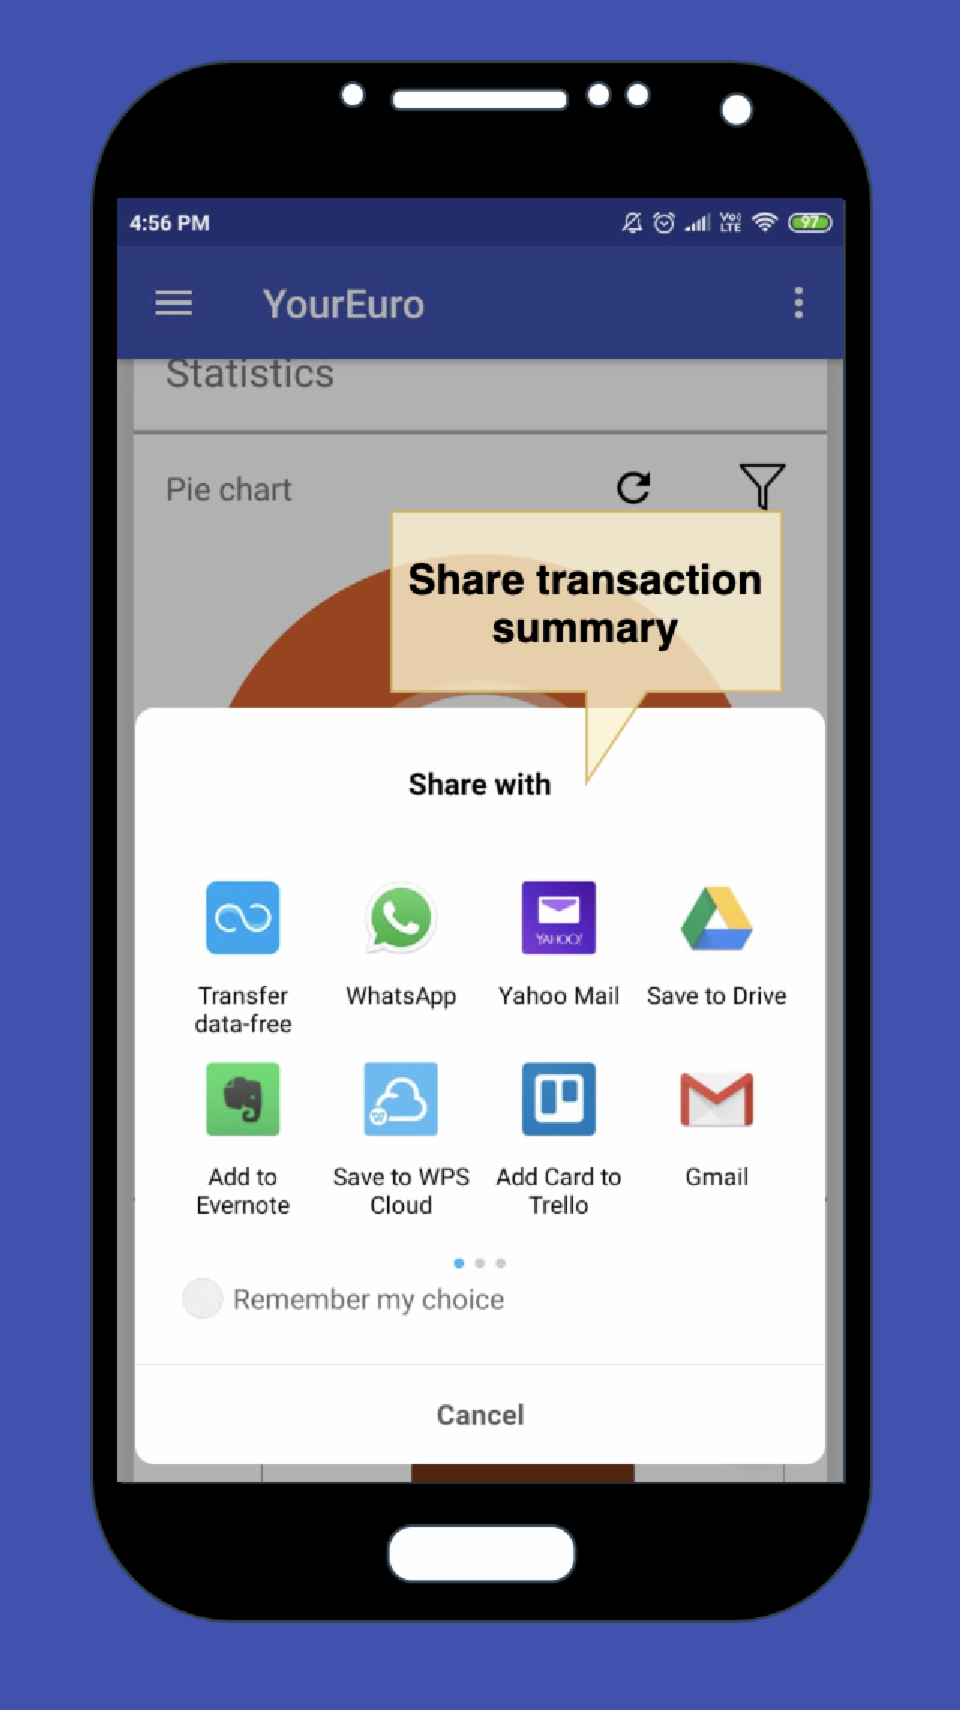 4:56 PM
Vo)
LTE
97
YourEuro
Statistics
Pie chart
Share transaction
summary
Share with
YAHOO!
Transfer
data-free
WhatsApp
Yahoo Mail
Save to Drive
W
Add to
Evernote
Save to WPS
Cloud
Add Card to
Trello
Gmail
Remember my choice
Cancel